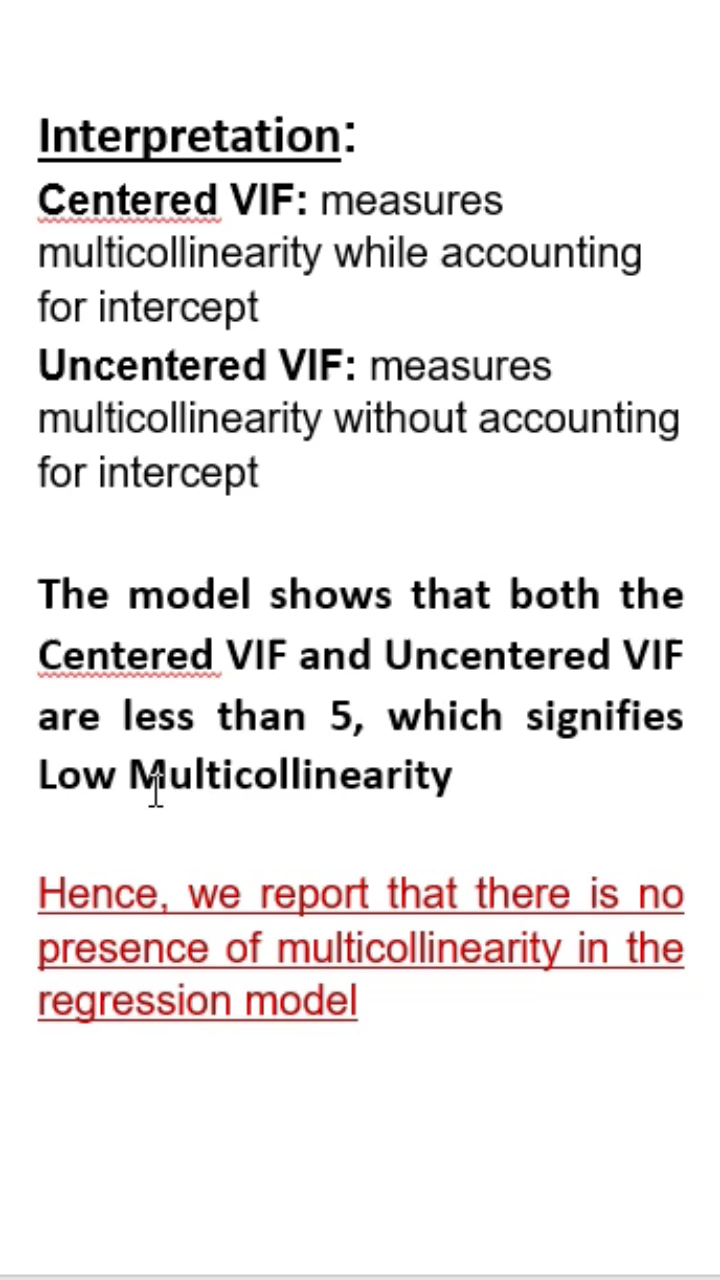 Interpretation:
Centered VIF: measures
multicollinearity while accounting
for intercept
Uncentered VIF: measures
multicollinearity without accounting
for intercept
The model shows that both the
Centered VIF and Uncentered VIF
are less than 5, which signifies
Low Multicollinearity
Hence, we report that there is no
presence of multicollinearity in the
regression model